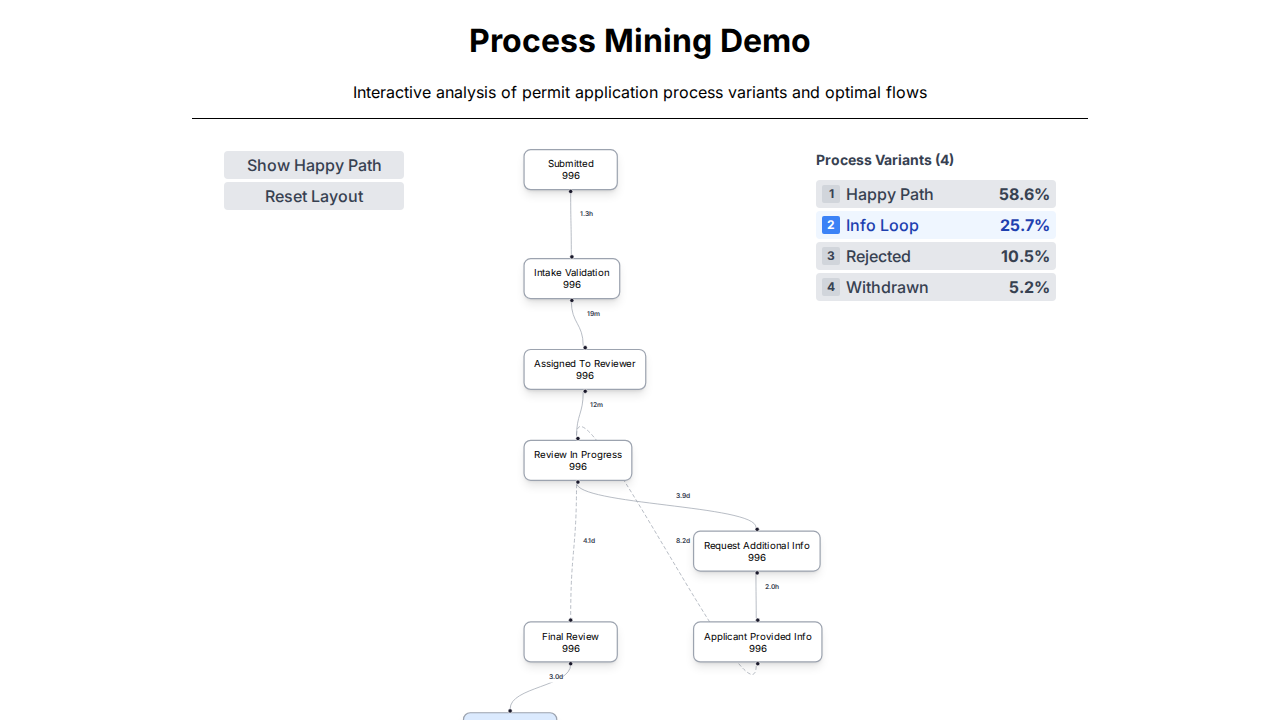 Process Mining Demo
Interactive analysis of permit application process variants and optimal flows
Show Happy Path
Reset Layout
Submitted
996
1.3h
Intake Validation
996
19m
Assigned To Reviewer
996
12m
Review In Progress
996
3.9d
4.1d
8.2d
Request Additional Info
996
2.0h
Final Review
996
Applicant Provided Info
996
3.0d
Process Variants (4)
1 Happy Path 58.6%
2 Info Loop 25.7%
3 Rejected 10.5%
4 Withdrawn 5.2%